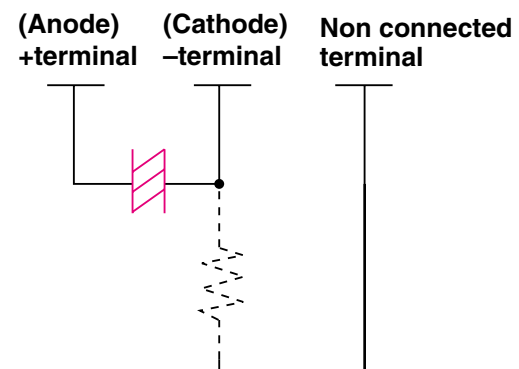 (Anode)
+terminal
(Cathode)
–terminal
Non connected
terminal